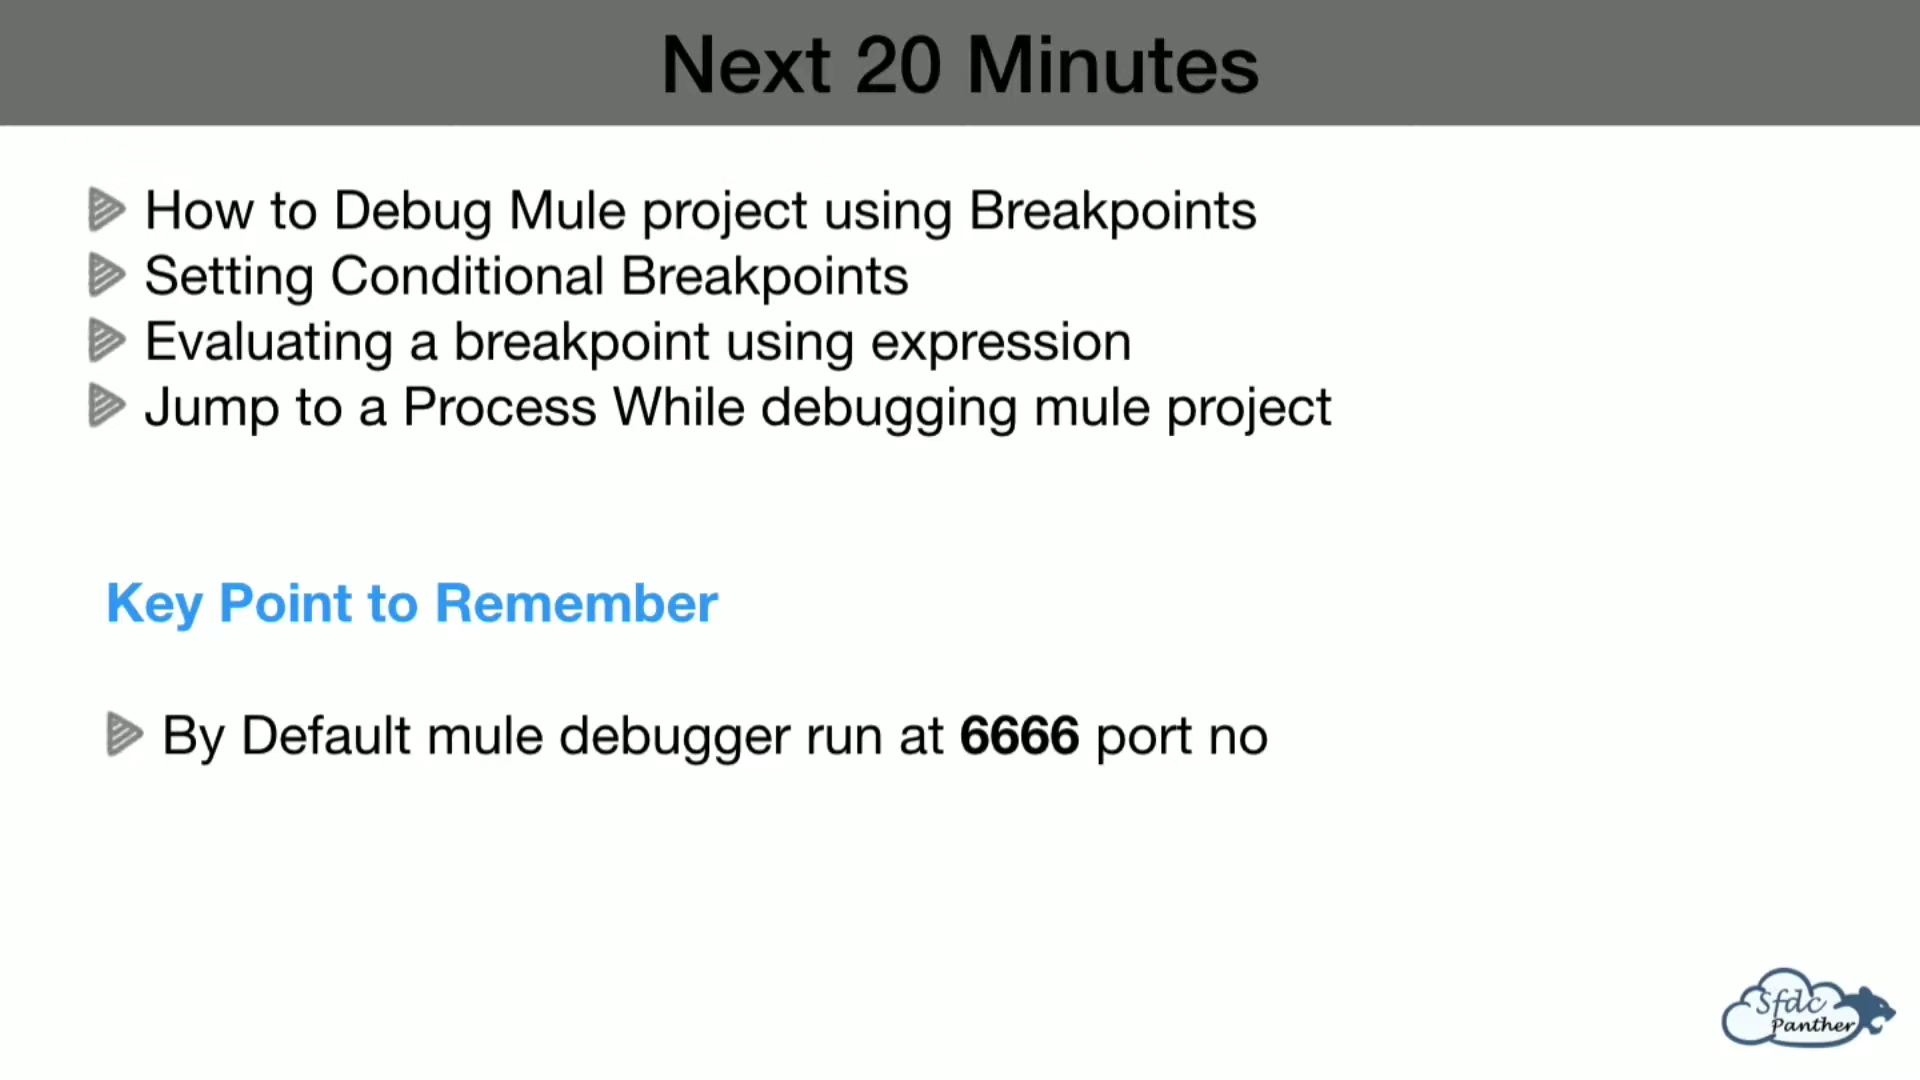 Next 20 Minutes
How to Debug Mule project using Breakpoints
Setting Conditional Breakpoints
Evaluating a breakpoint using expression
Jump to a Process While debugging mule project
Key Point to Remember
By Default mule debugger run at 6666 port no
Sfdc
Panther